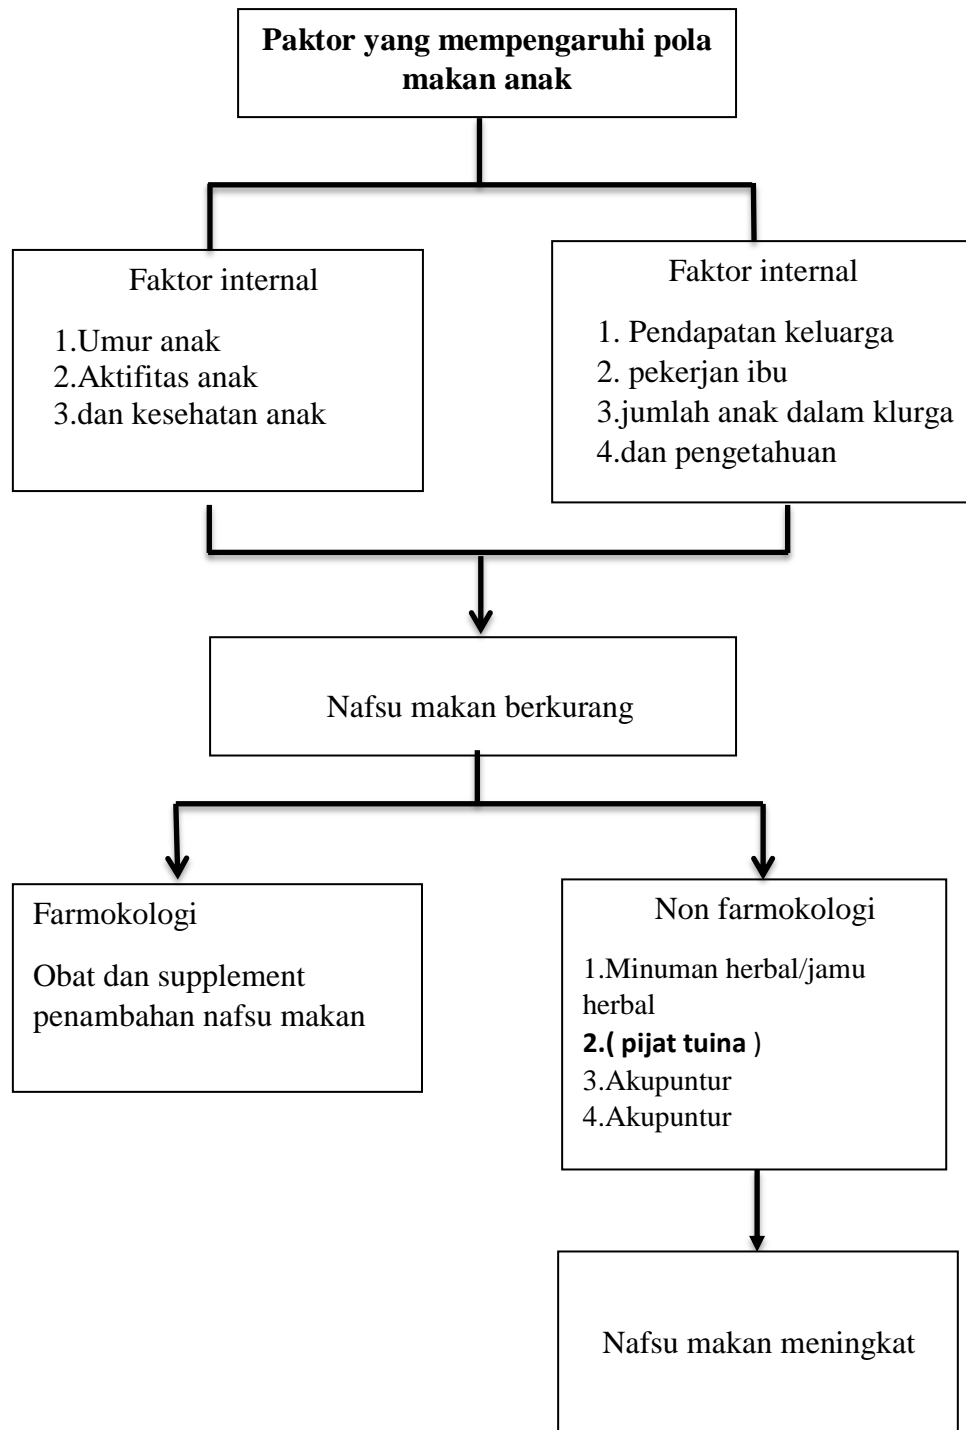 Paktor yang mempengaruhi pola
makan anak
Faktor internal
1.Umur anak
2.Aktifitas anak
3.dan kesehatan anak
Faktor internal
1. Pendapatan keluarga
2. pekerjan ibu
3.jumlah anak dalam klurga
4.dan pengetahuan
Nafsu makan berkurang
Farmokologi
Obat dan supplement
penambahan nafsu makan
Non farmokologi
1.Minuman herbal/jamu
herbal
2.( pijat tuina )
3.Akupuntur
4.Akupuntur
Nafsu makan meningkat